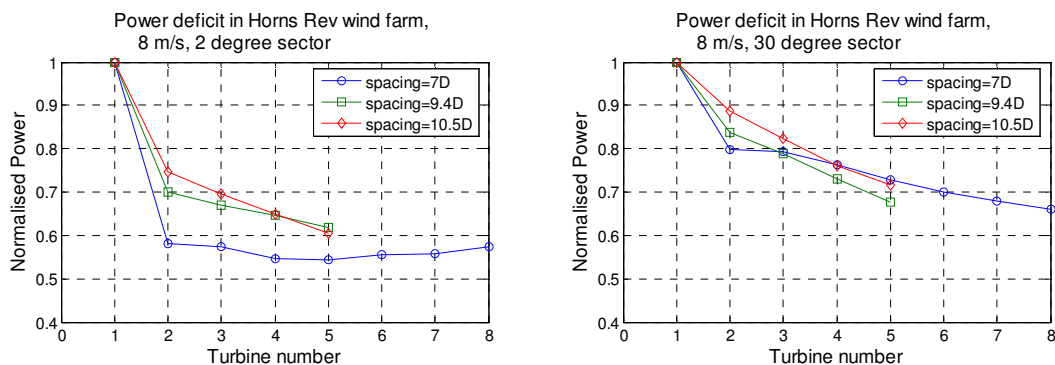 Power deficit in Horns Rev wind farm,
8 m/s, 2 degree sector
1
0.9
0.8
0.7
0.6
0.5
0.4
Normalised Power
spacing=7D
spacing=9.4D
spacing=10.5D
0 1 2 3 4 5 6 7 8
Turbine number
Power deficit in Horns Rev wind farm,
8 m/s, 30 degree sector
1
0.9
0.8
0.7
0.6
0.5
0.4
Normalised Power
spacing=7D
spacing=9.4D
spacing=10.5D
0 1 2 3 4 5 6 7 8
Turbine number